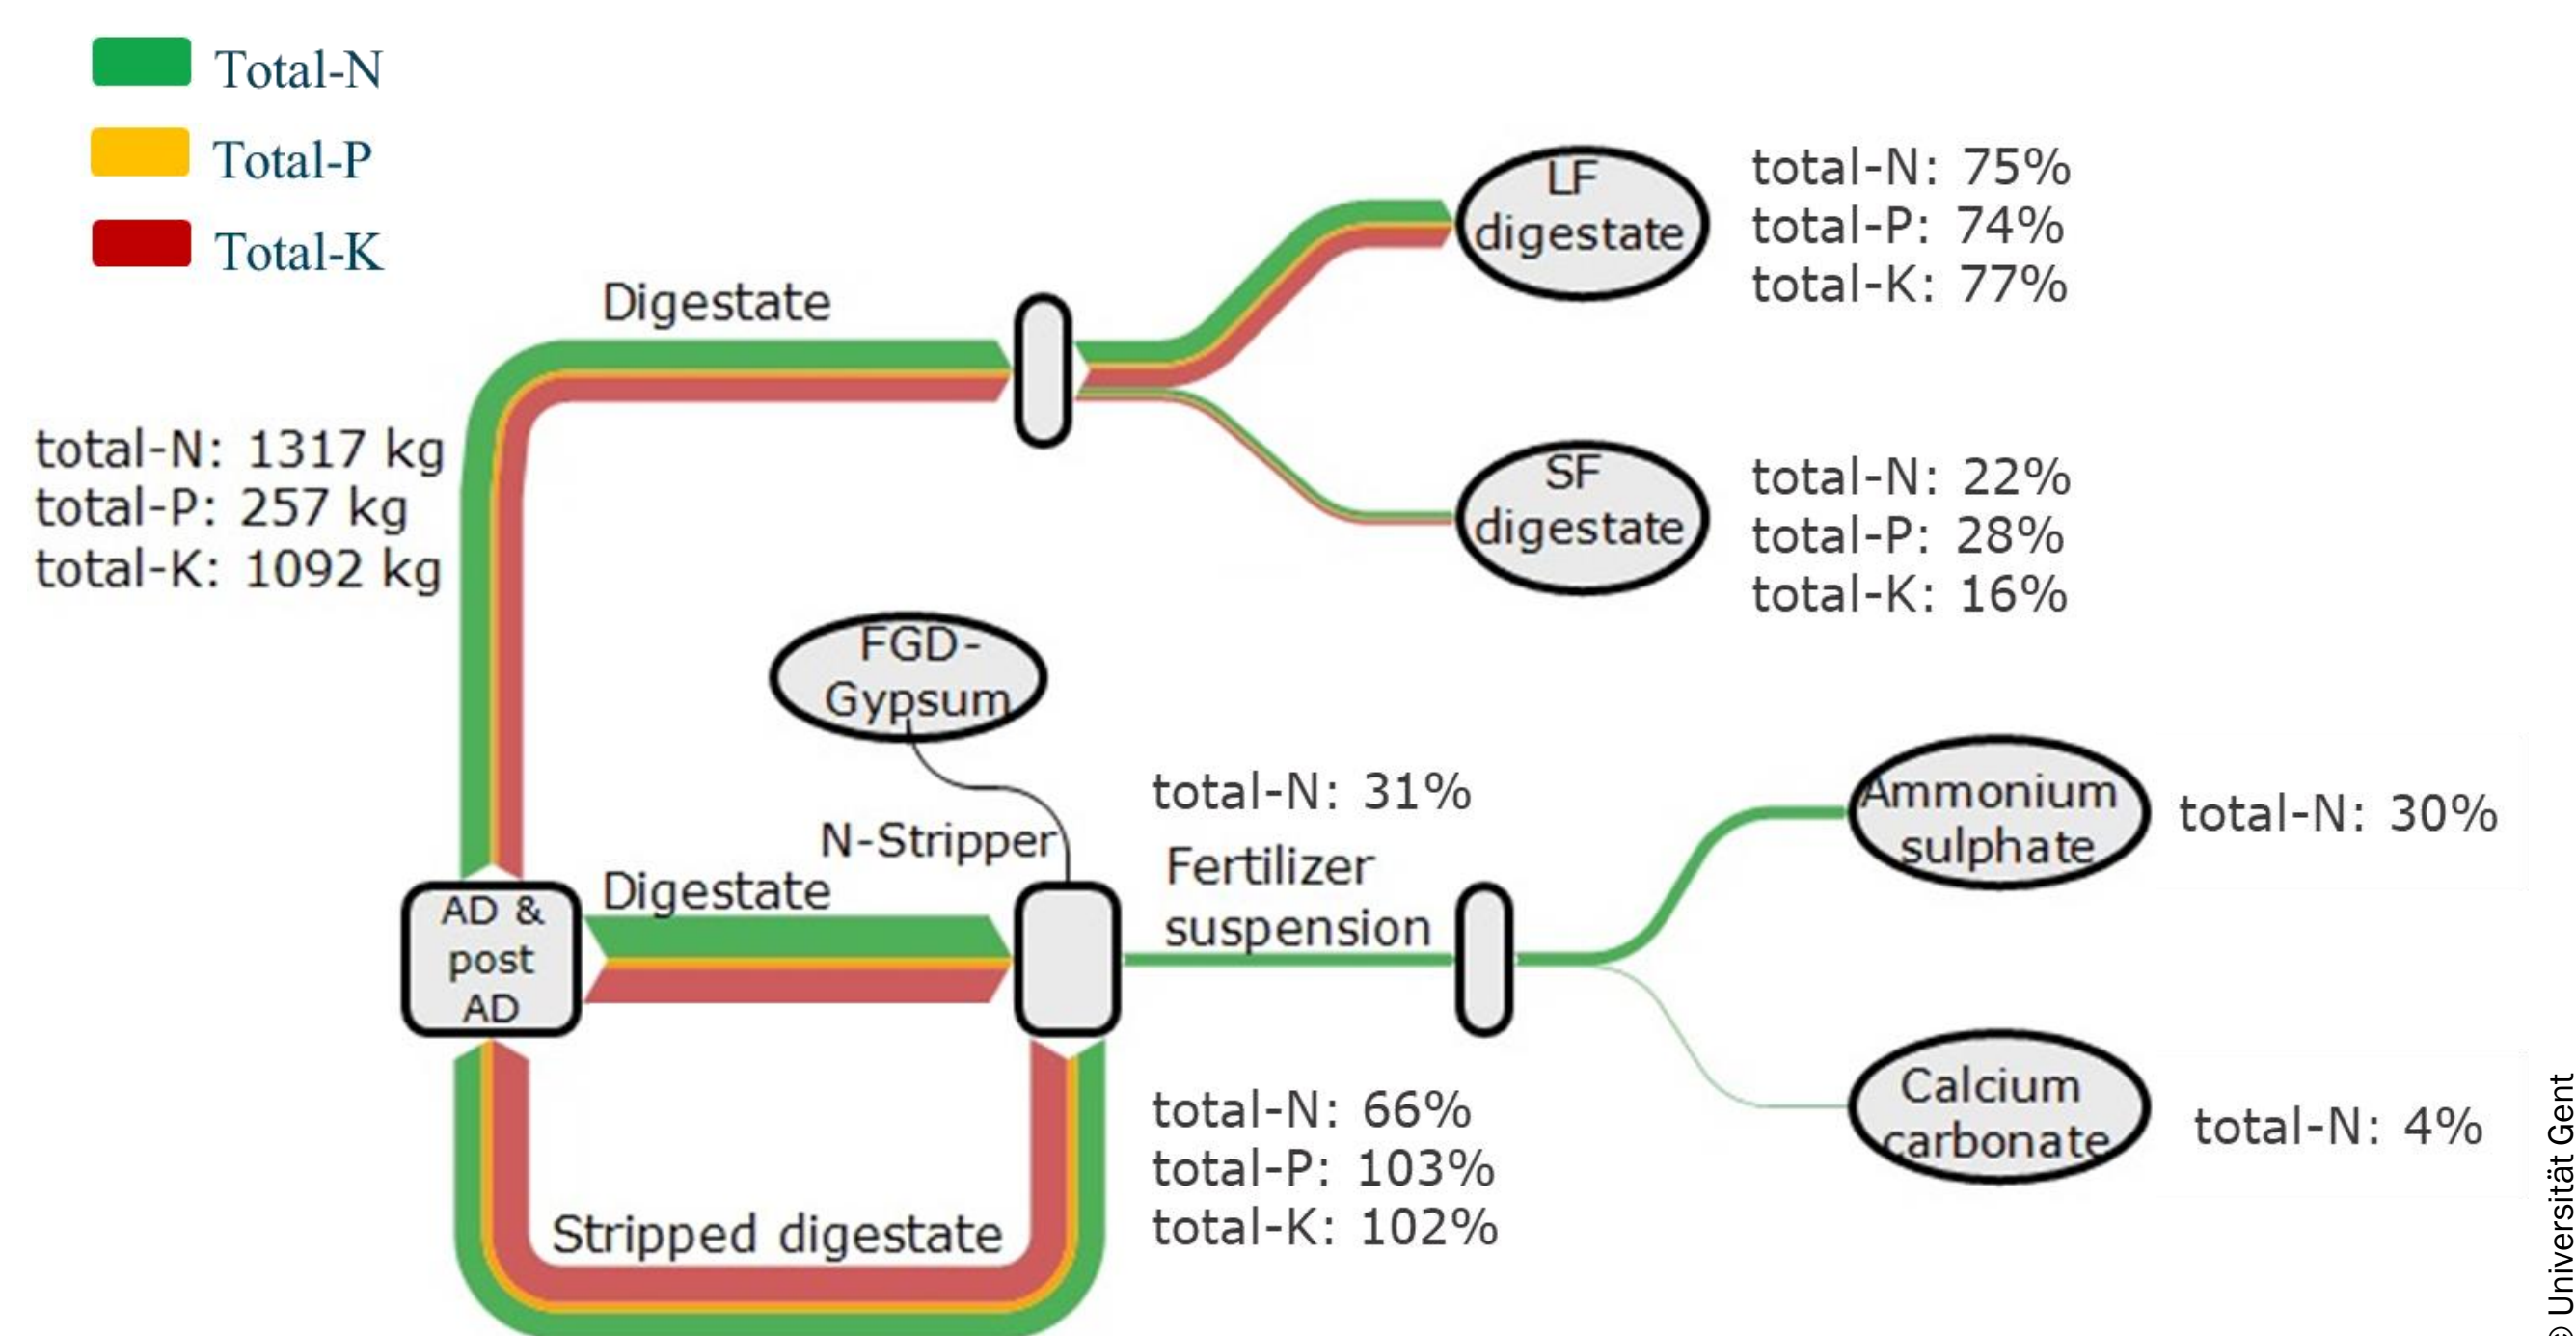 Total-N
Total-P
Total-K
Digestate
total-N: 1317 kg
total-P: 257 kg
total-K: 1092 kg
LF
digestate
total-N: 75%
total-P: 74%
total-K: 77%
SF
digestate
total-N: 22%
total-P: 28%
total-K: 16%
FGD-
Gypsum
N-Stripper
total-N: 31%
Fertilizer
suspension
AD &
post
AD
Digestate
Ammonium
sulphate
total-N: 30%
Calcium
carbonate
total-N: 4%
total-N: 66%
total-P: 103%
total-K: 102%
Stripped digestate
© Universität Gent